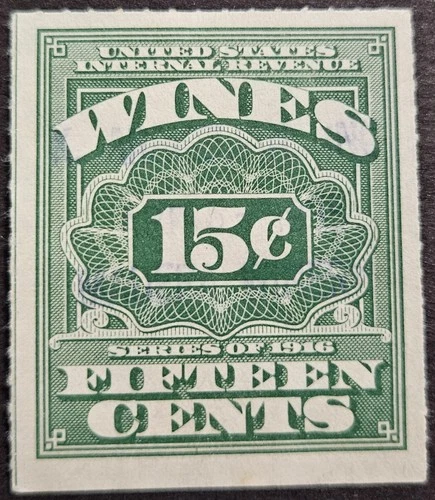 UNITED STATES
INTERNAL REVENUE
WINES
15¢
SERIES OF 1916
FIFTEEN
CENTS